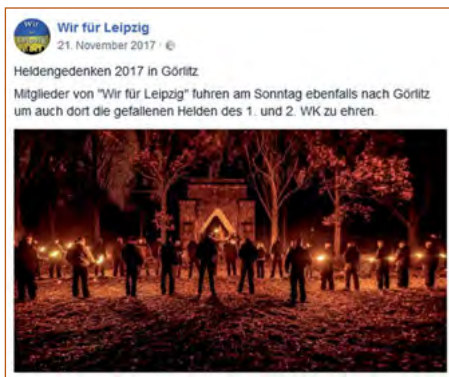 Wir für Leipzig
21. November 2017 ·
Heldengedenken 2017 in Görlitz
Mitglieder von "Wir für Leipzig" fuhren am Sonntag ebenfalls nach Görlitz
um auch dort die gefallenen Helden des 1. und 2. WK zu ehren.